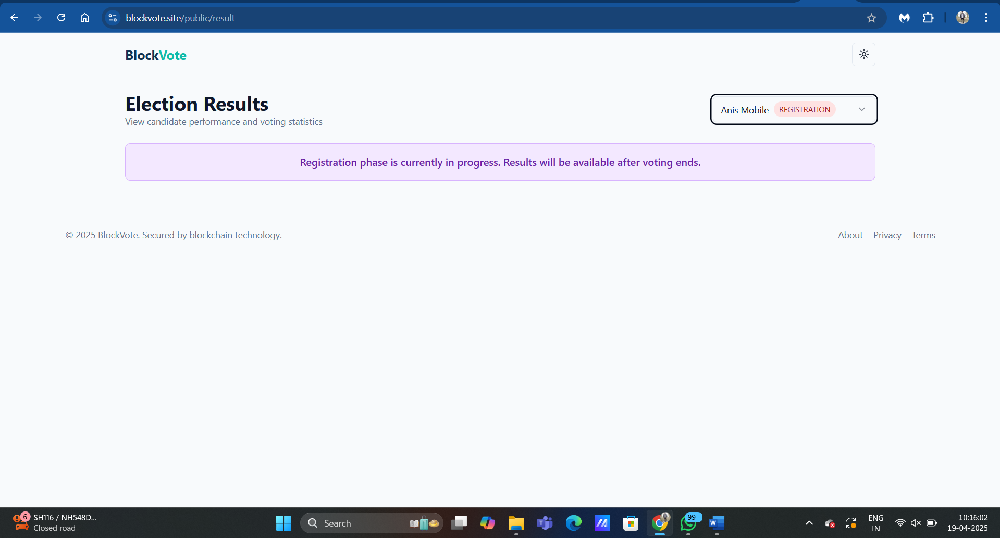 blockvote.site/public/result
BlockVote
Election Results
View candidate performance and voting statistics
Anis Mobile REGISTRATION
Registration phase is currently in progress. Results will be available after voting ends.
© 2025 BlockVote. Secured by blockchain technology.
About Privacy Terms
6
SH116 / NH548D...
Closed road
Search
T
99+
W
ENG
IN
10:16:02
19-04-2025